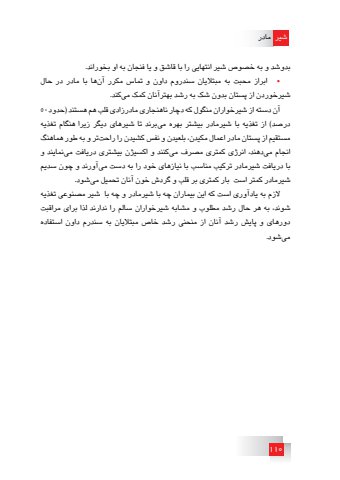 شیر مادر
بدوشد و به خصوص شیر انتهایی را با قاشق و یا فنجان به او بخوراند.
• ابراز محبت به مبتلایان سندروم داون و تماس مکرر آن‌ها با مادر در حال
شیرخوردن از پستان بدون شک به رشد بهترآنان کمک می‌کند.
آن دسته از شیرخواران منگول که دچار ناهنجاری مادرزادی قلب هم هستند (حدود ۵۰
درصد) از تغذیه با شیرمادر بیشتر بهره می‌برند تا شیرهای دیگر زیرا هنگام تغذیه
مستقیم از پستان مادر اعمال مکیدن، بلعیدن و نفس کشیدن را راحت‌تر و به طور هماهنگ
انجام می‌دهند، انرژی کمتری مصرف می‌کنند و اکسیژن بیشتری دریافت می‌نمایند و
با دریافت شیرمادر ترکیب مناسب با نیازهای خود را به دست می‌آورند و چون سدیم
شیرمادر کمتر است بار کمتری بر قلب و گردش خون آنان تحمیل می‌شود.
لازم به یادآوری است که این بیماران چه با شیرمادر و چه با شیر مصنوعی تغذیه
شوند، به هر حال رشد مطلوب و مشابه شیرخواران سالم را ندارند لذا برای مراقبت
دوره‌ای و پایش رشد آنان از منحنی رشد خاص مبتلایان به سندرم داون استفاده
می‌شود.
۱۱۰